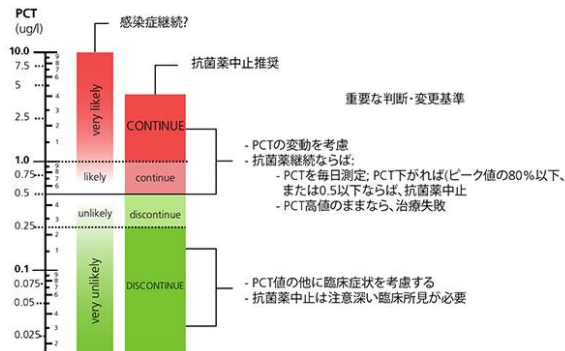 PCT
(ug/l)
感染症継続?
抗菌薬中止推奨
重要な判断・変更基準
10.0
7.5
5
2.5
1.0
0.75
0.5
0.25
0.1
0.075
0.05
0.025
very likely
likely
unlikely
very unlikely
CONTINUE
continue
discontinue
DISCONTINUE
- PCTの変動を考慮
- 抗菌薬継続ならば:
- PCTを毎日測定; PCT下がれば(ピーク値の80%以下、
または0.5以下ならば、抗菌薬中止
- PCT高値のままなら、治療失敗
- PCT値の他に臨床症状を考慮する
- 抗菌薬中止は注意深い臨床所見が必要